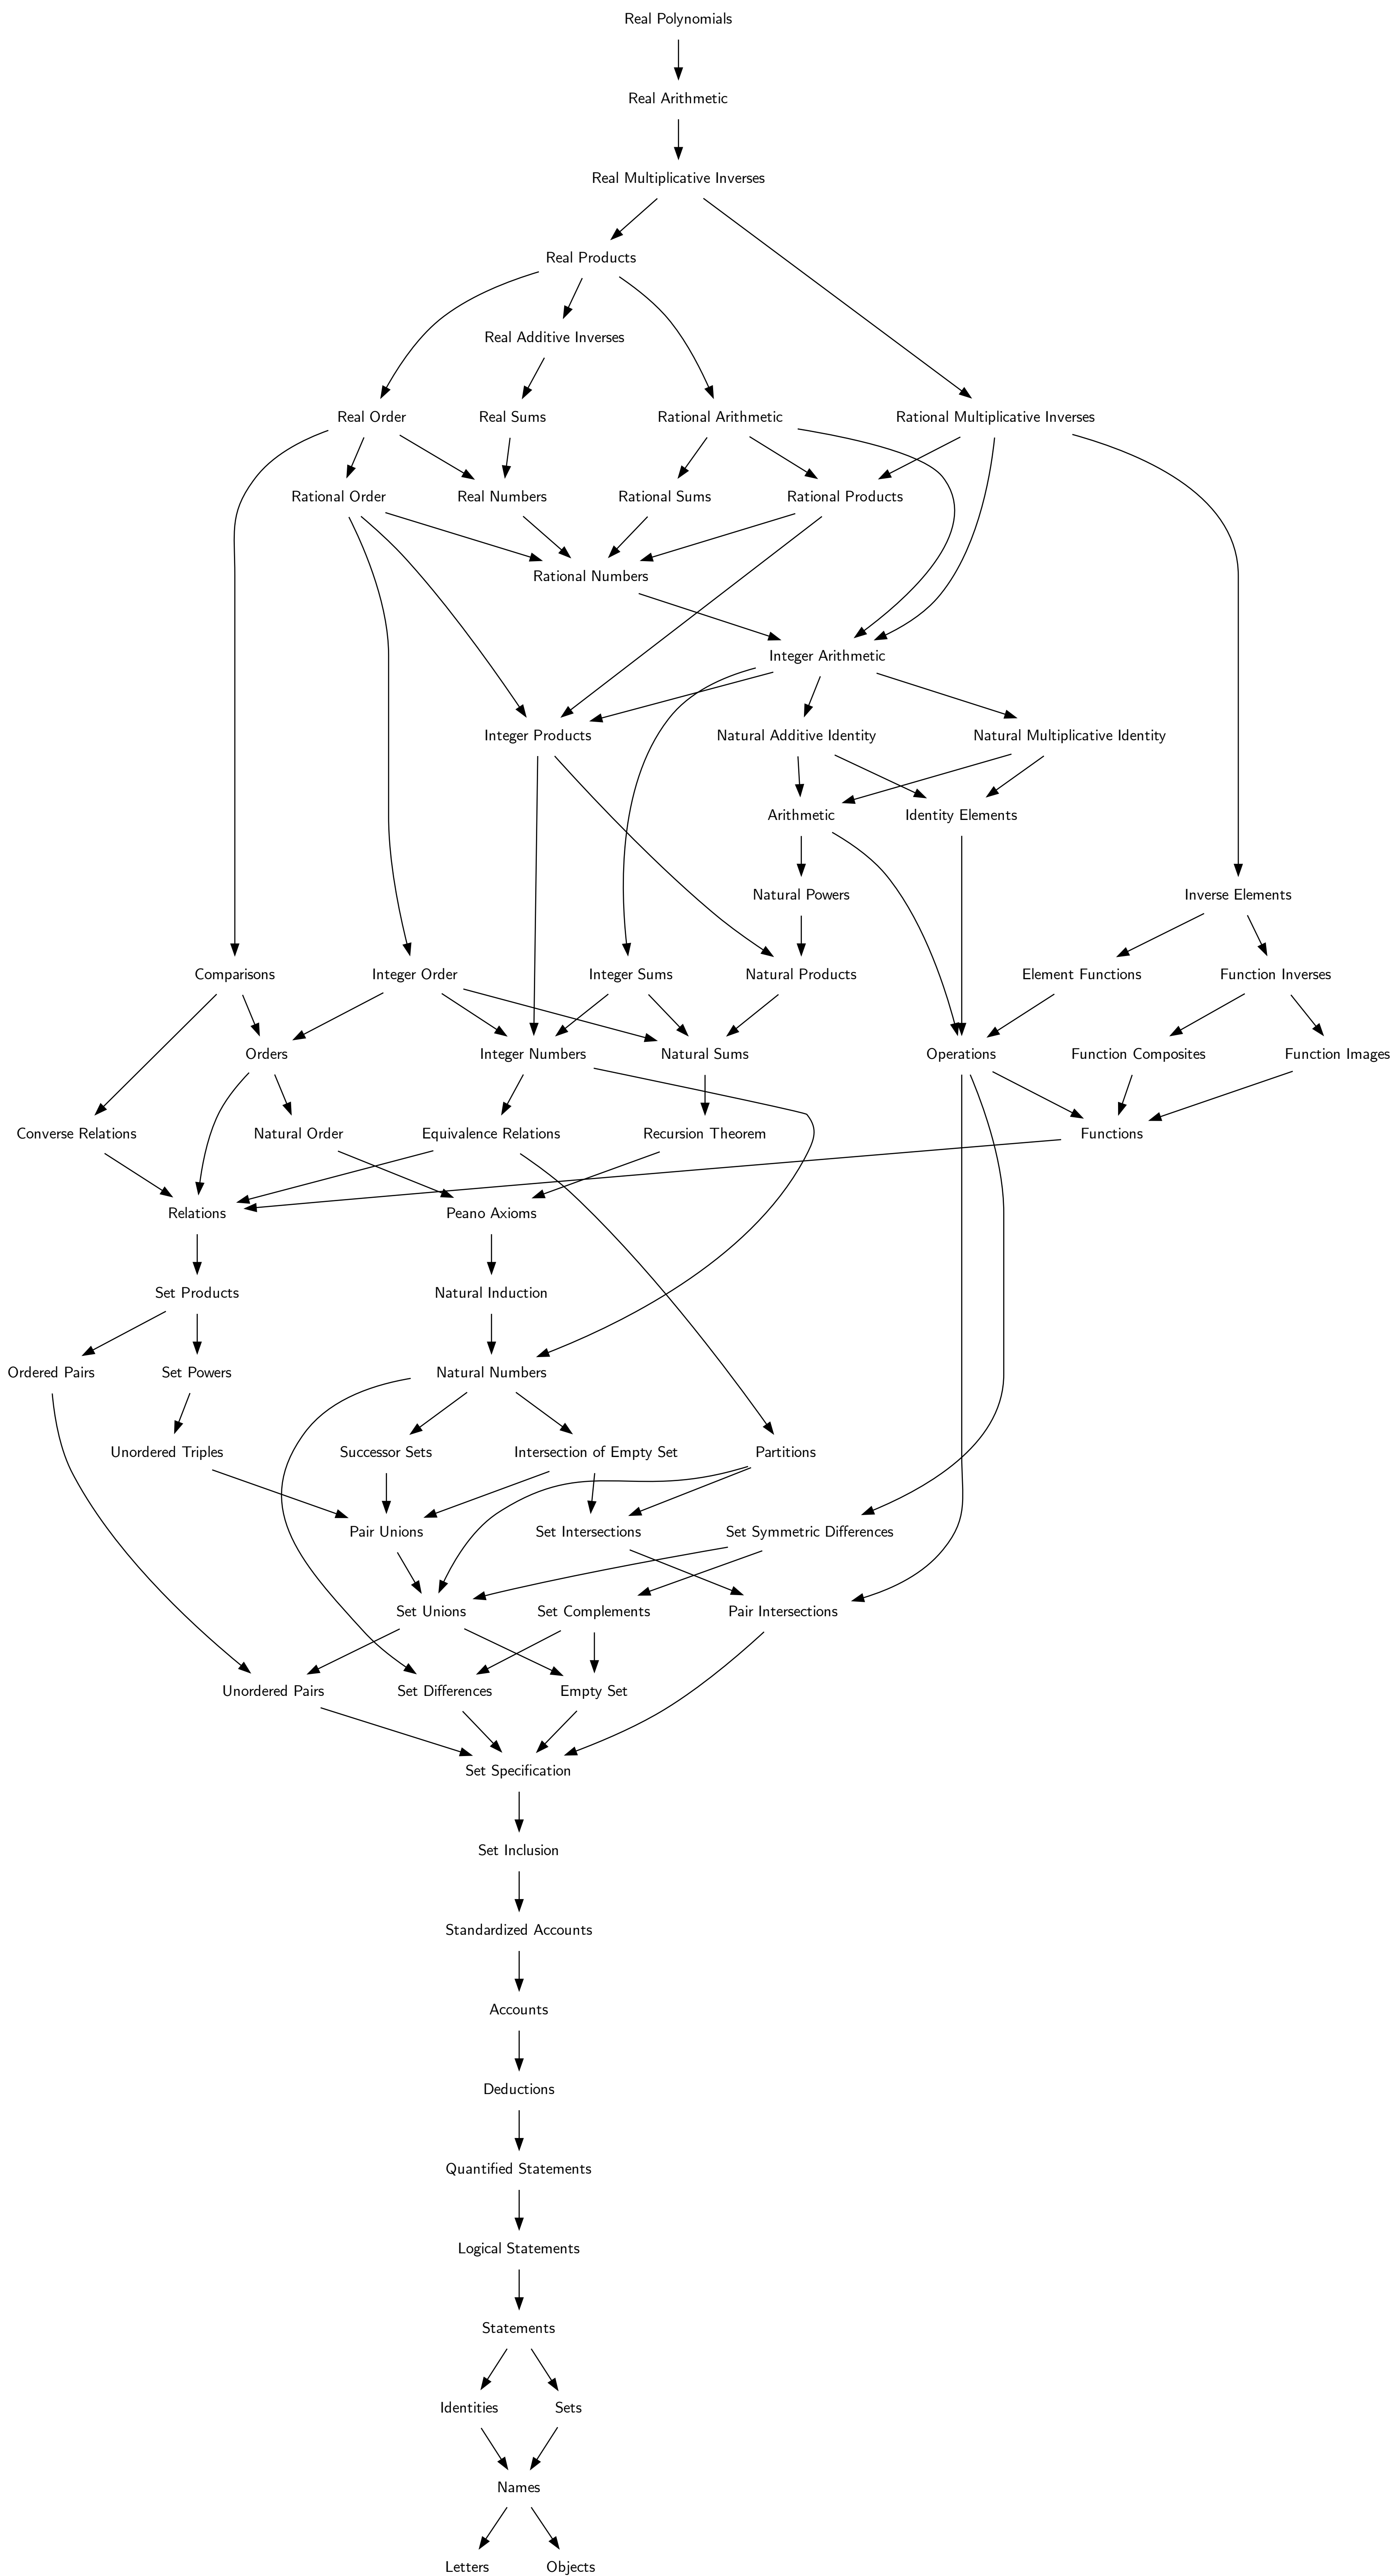 Real Polynomials
Real Arithmetic
Real Multiplicative Inverses
Real Products
Real Additive Inverses
Real Order
Real Sums
Rational Arithmetic
Rational Multiplicative Inverses
Rational Order
Real Numbers
Rational Sums
Rational Products
Rational Numbers
Integer Arithmetic
Integer Products
Natural Additive Identity
Natural Multiplicative Identity
Arithmetic
Identity Elements
Natural Powers
Inverse Elements
Comparisons
Integer Order
Integer Sums
Natural Products
Element Functions
Function Inverses
Orders
Integer Numbers
Natural Sums
Operations
Function Composites
Function Images
Converse Relations
Natural Order
Equivalence Relations
Recursion Theorem
Functions
Relations
Peano Axioms
Set Products
Natural Induction
Ordered Pairs
Set Powers
Natural Numbers
Unordered Triples
Successor Sets
Intersection of Empty Set
Partitions
Pair Unions
Set Intersections
Set Symmetric Differences
Set Unions
Set Complements
Pair Intersections
Unordered Pairs
Set Differences
Empty Set
Set Specification
Set Inclusion
Standardized Accounts
Accounts
Deductions
Quantified Statements
Logical Statements
Statements
Identities
Sets
Names
Letters
Objects